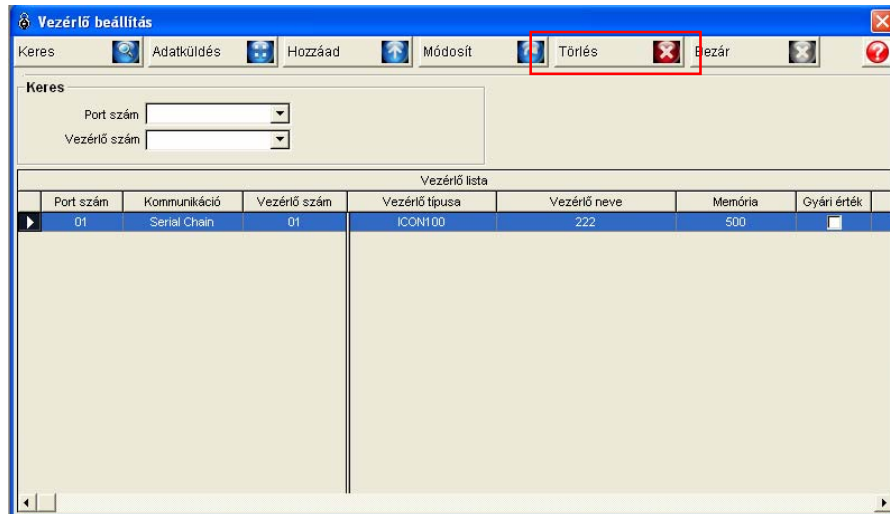 Vezérlő beállítás
Keres Adatküldés Hozzáad Módosít Törlés Bezár
Keres
Port szám
Vezérlő szám
Vezérlő lista
Port szám Kommunikáció Vezérlő szám Vezérlő típusa Vezérlő neve Memória Gyári érték
01 Serial Chain 01 ICON100 222 500